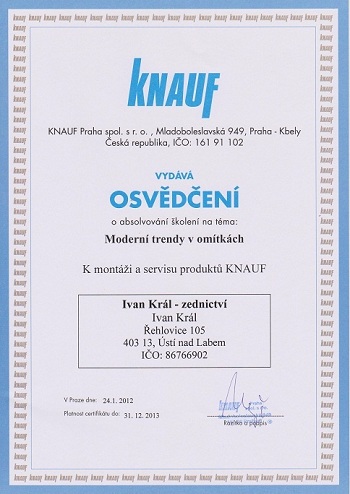 KNAUF
KNAUF Praha spol. s r. o. , Mladoboleslavská 949, Praha - Kbely
Česká republika, IČO: 161 91 102
VYDÁVÁ
OSVĚDČENÍ
o absolvování školení na téma:
Moderní trendy v omítkách
K montáži a servisu produktů KNAUF
Ivan Král - zednictví
Ivan Král
Řehlovice 105
403 13, Ústí nad Labem
IČO: 86766902
V Praze dne: 24.1. 2012
Platnost certifikátu do: 31. 12. 2013
Razítko a podpis